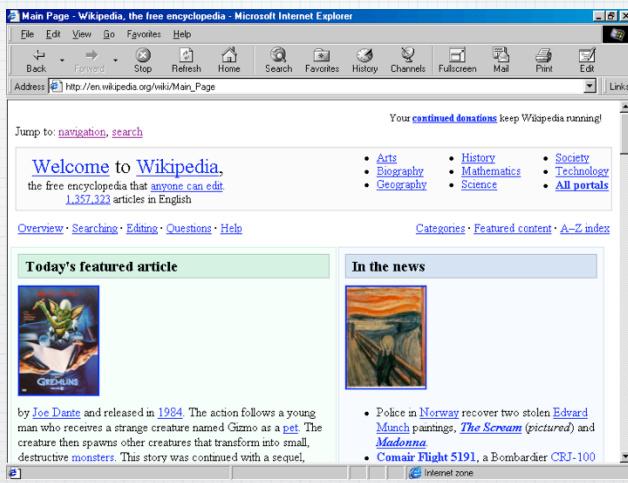 Main Page - Wikipedia, the free encyclopedia - Microsoft Internet Explorer
File Edit View Go Favorites Help
Back Forward Stop Refresh Home Search Favorites History Channels Fullscreen Mail Print Edit
Address http://en.wikipedia.org/wiki/Main_Page Links
Your continued donations keep Wikipedia running!
Jump to: navigation, search
Welcome to Wikipedia,
the free encyclopedia that anyone can edit.
1,357,323 articles in English
• Arts
• Biography
• Geography
• History
• Mathematics
• Science
• Society
• Technology
• All portals
Overview · Searching · Editing · Questions · Help
Categories · Featured content · A–Z index
Today's featured article
GREMLINS
by Joe Dante and released in 1984. The action follows a young
man who receives a strange creature named Gizmo as a pet. The
creature then spawns other creatures that transform into small,
destructive monsters. This story was continued with a sequel,
In the news
• Police in Norway recover two stolen Edvard
Munch paintings, The Scream (pictured) and
Madonna.
• Comair Flight 5191, a Bombardier CRJ-100
Internet zone